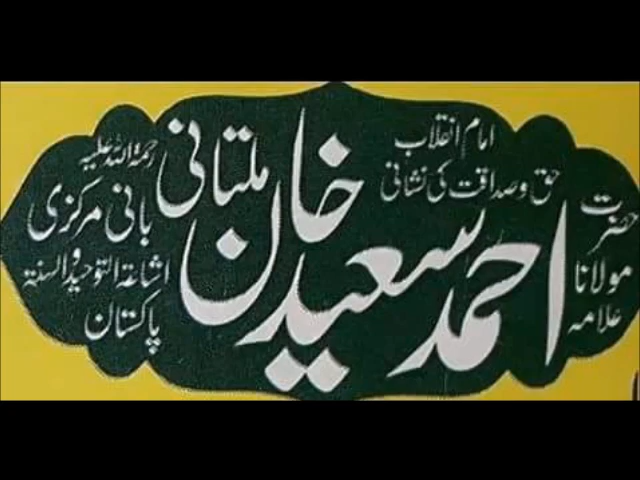 امام انقلاب
حق و صداقت کی نشانی
حضرت
مولانا
علامہ
احمد سعید خان ملتانی
رحمۃ اللہ علیہ
بانی مرکزی
اشاعۃ التوحید والسنۃ
پاکستان